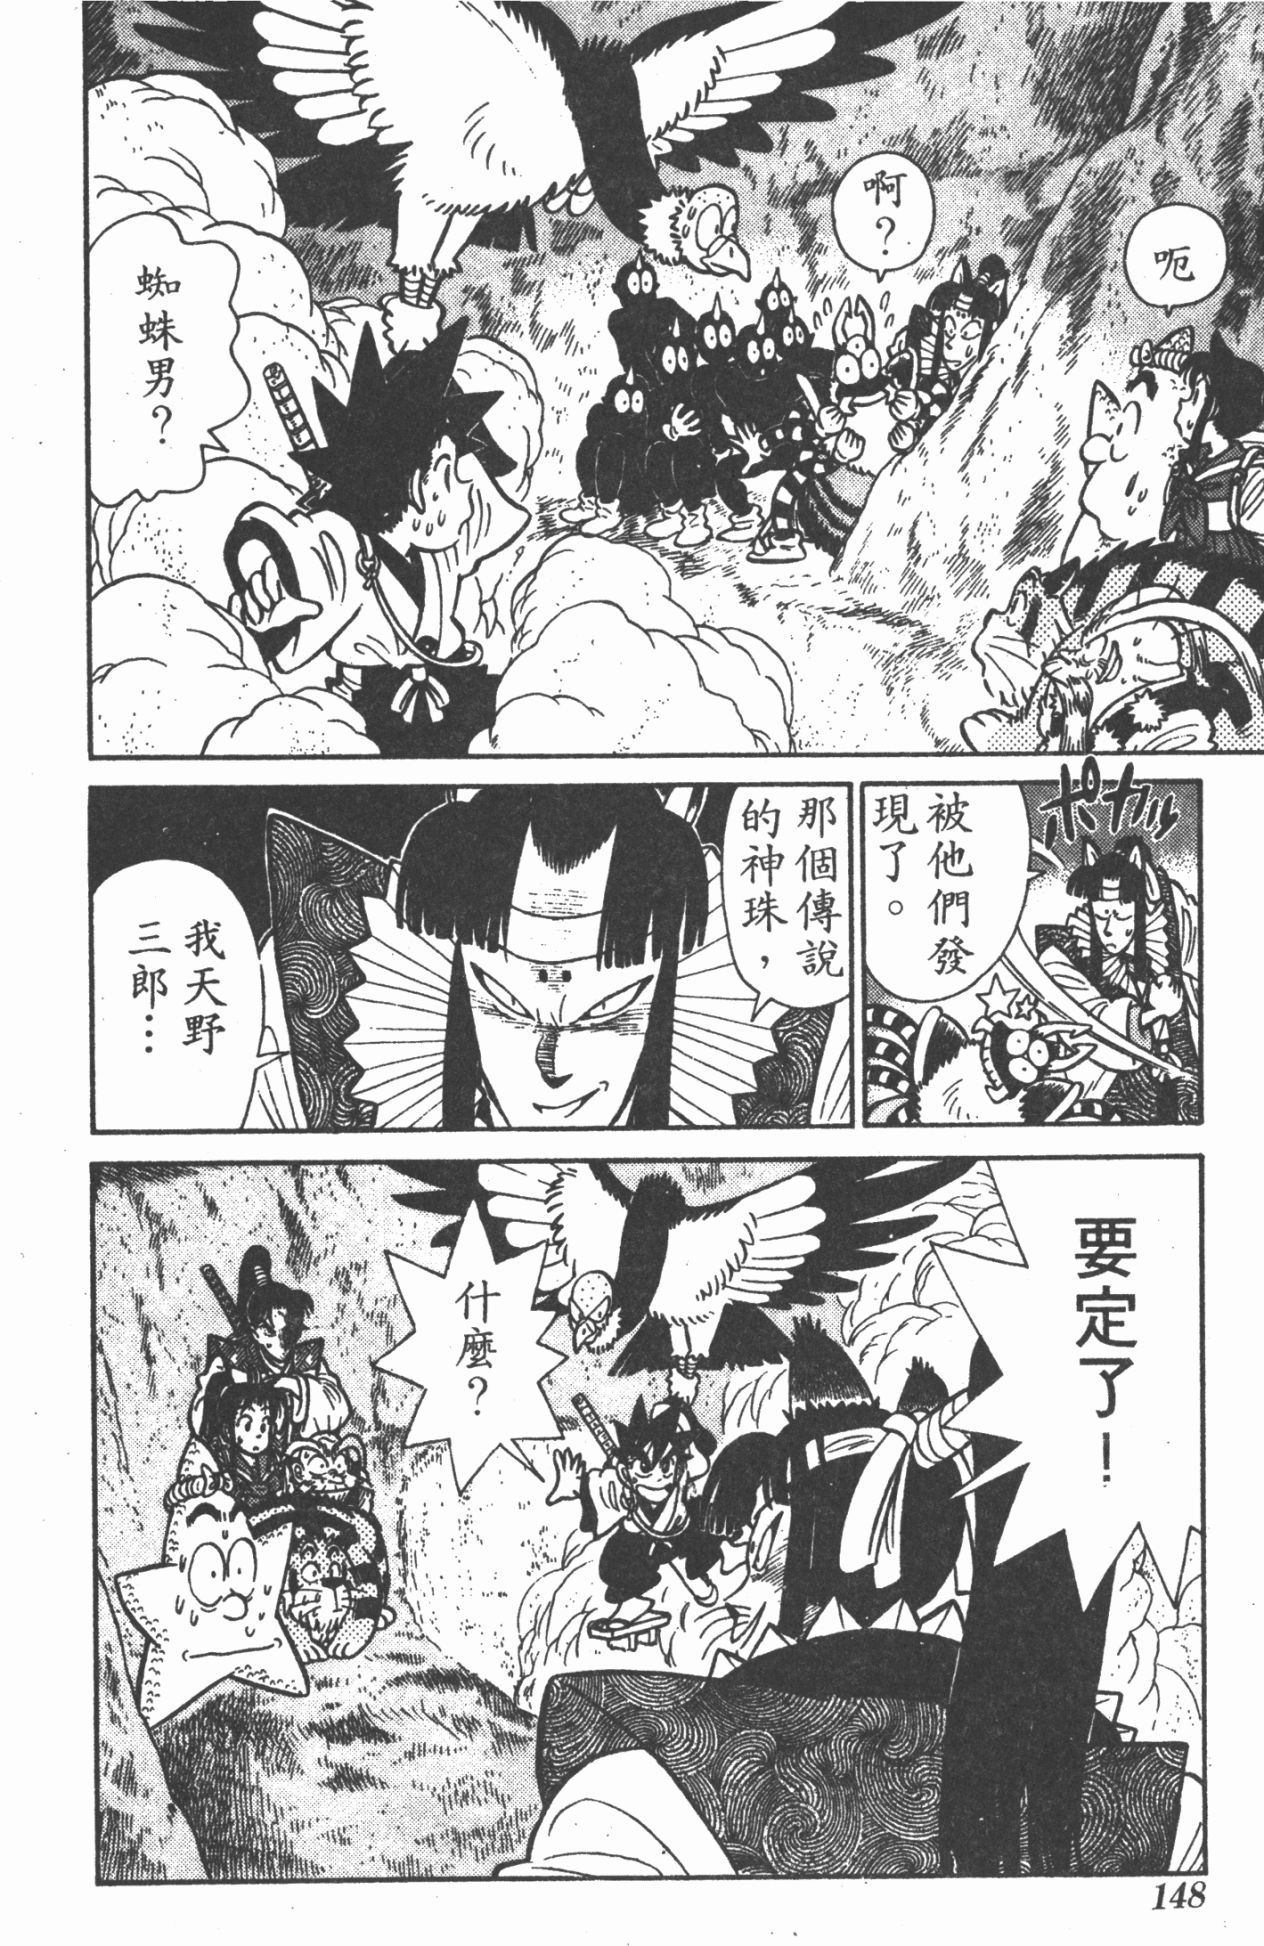 呃
啊？
蜘蛛男？
ポカッ
被他們發
現了。
那個傳說
的神珠，
我天野
三郎…
要定了！
什麼？
148